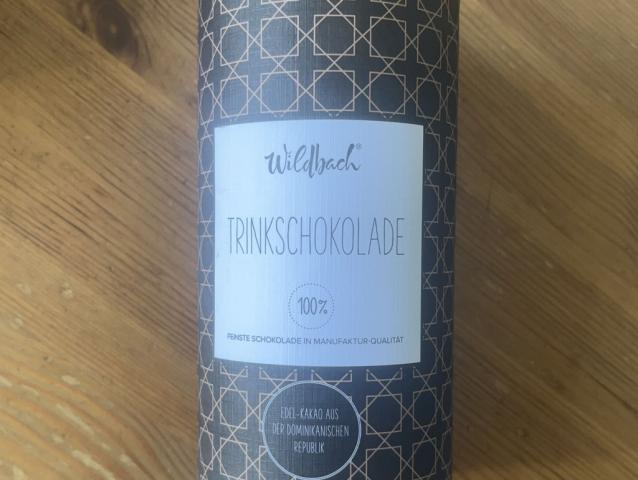 Wildbach®
TRINKSCHOKOLADE
100%
FEINSTE SCHOKOLADE IN MANUFAKTUR-QUALITÄT
EDEL-KAKAO AUS
DER DOMINIKANISCHEN
REPUBLIK